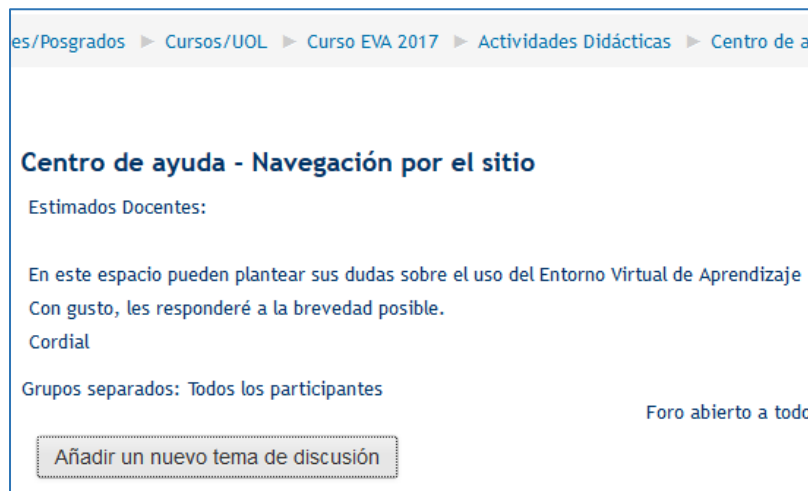 es/Posgrados ► Cursos/UOL ► Curso EVA 2017 ► Actividades Didácticas ► Centro de a
Centro de ayuda - Navegación por el sitio
Estimados Docentes:
En este espacio pueden plantear sus dudas sobre el uso del Entorno Virtual de Aprendizaje
Con gusto, les responderé a la brevedad posible.
Cordial
Grupos separados: Todos los participantes
Foro abierto a todo
Añadir un nuevo tema de discusión